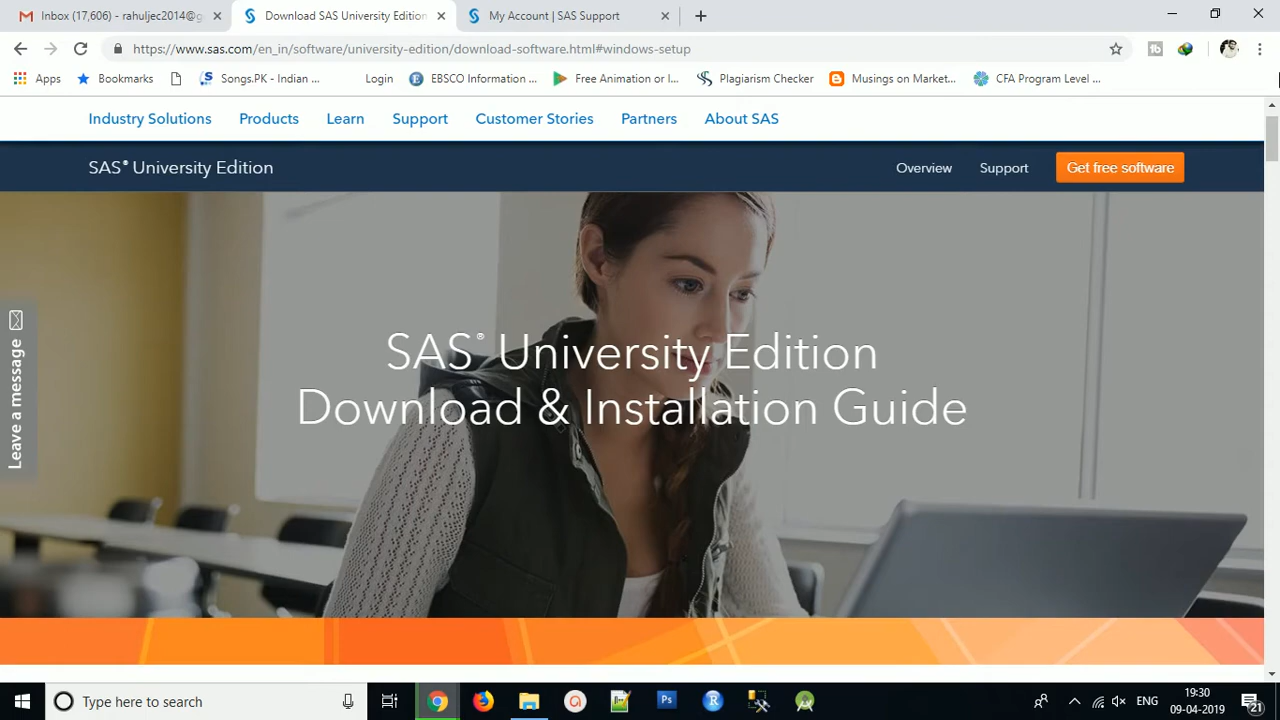 Inbox (17,606) - rahuljec2014@g
Download SAS University Edition
My Account | SAS Support
https://www.sas.com/en_in/software/university-edition/download-software.html#windows-setup
Apps
Bookmarks
Songs.PK - Indian ...
Login
EBSCO Information ...
Free Animation or I...
Plagiarism Checker
Musings on Market...
CFA Program Level ...
Industry Solutions
Products
Learn
Support
Customer Stories
Partners
About SAS
SAS® University Edition
Overview
Support
Get free software
Leave a message
SAS® University Edition
Download & Installation Guide
Type here to search
Ps
R
ENG
19:30
09-04-2019
21